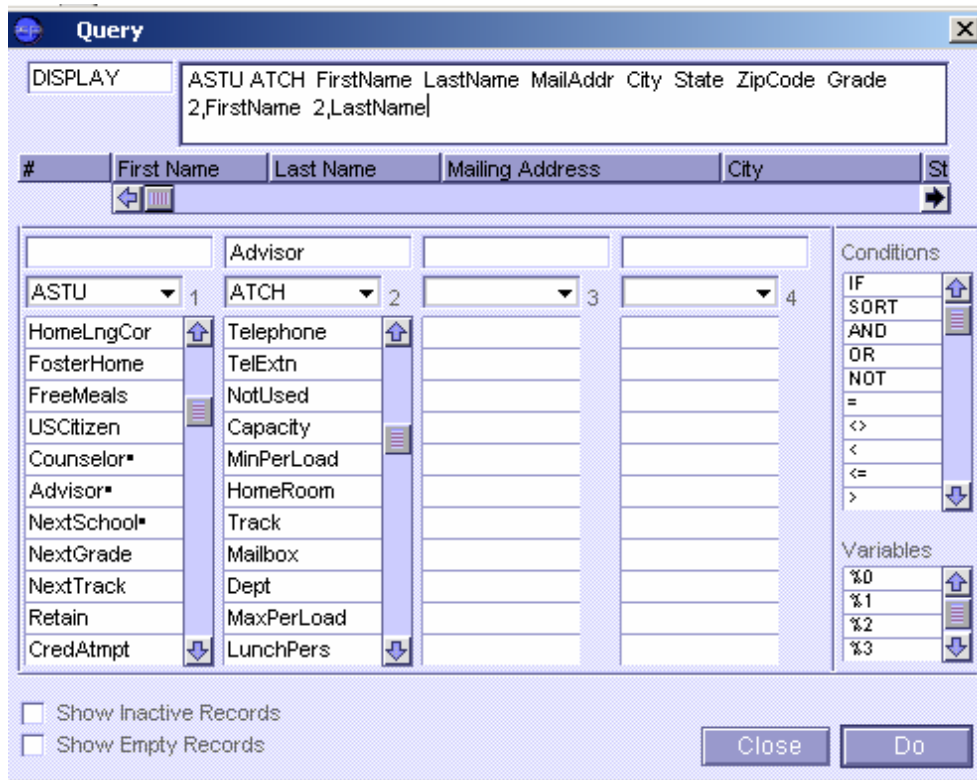 Query
DISPLAY
ASTU ATCH FirstName LastName MailAddr City State ZipCode Grade
2,FirstName 2,LastName
# First Name Last Name Mailing Address City St
Advisor
Conditions
ASTU 1 ATCH 2 3 4
IF
SORT
AND
OR
NOT
=
<>
<
<=
>
HomeLngCor Telephone
FosterHome TelExtn
FreeMeals NotUsed
USCitizen Capacity
Counselor▪ MinPerLoad
Advisor▪ HomeRoom
NextSchool▪ Track
NextGrade Mailbox
NextTrack Dept
Retain MaxPerLoad
CredAtmpt LunchPers
Variables
%0
%1
%2
%3
Show Inactive Records
Show Empty Records
Close Do